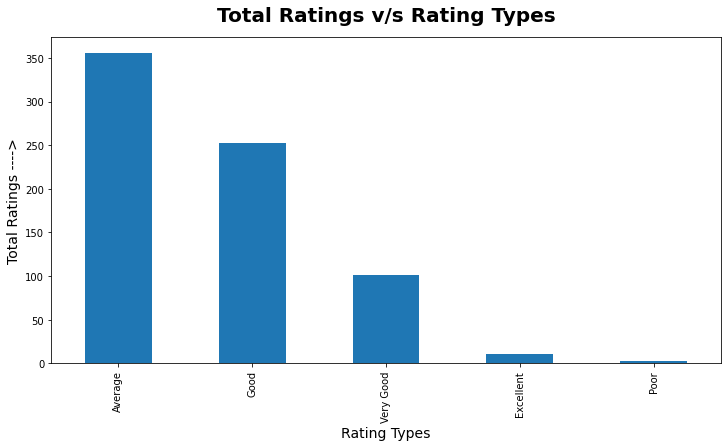 Total Ratings v/s Rating Types
Total Ratings ---->
350
300
250
200
150
100
50
0
Average
Good
Very Good
Excellent
Poor
Rating Types